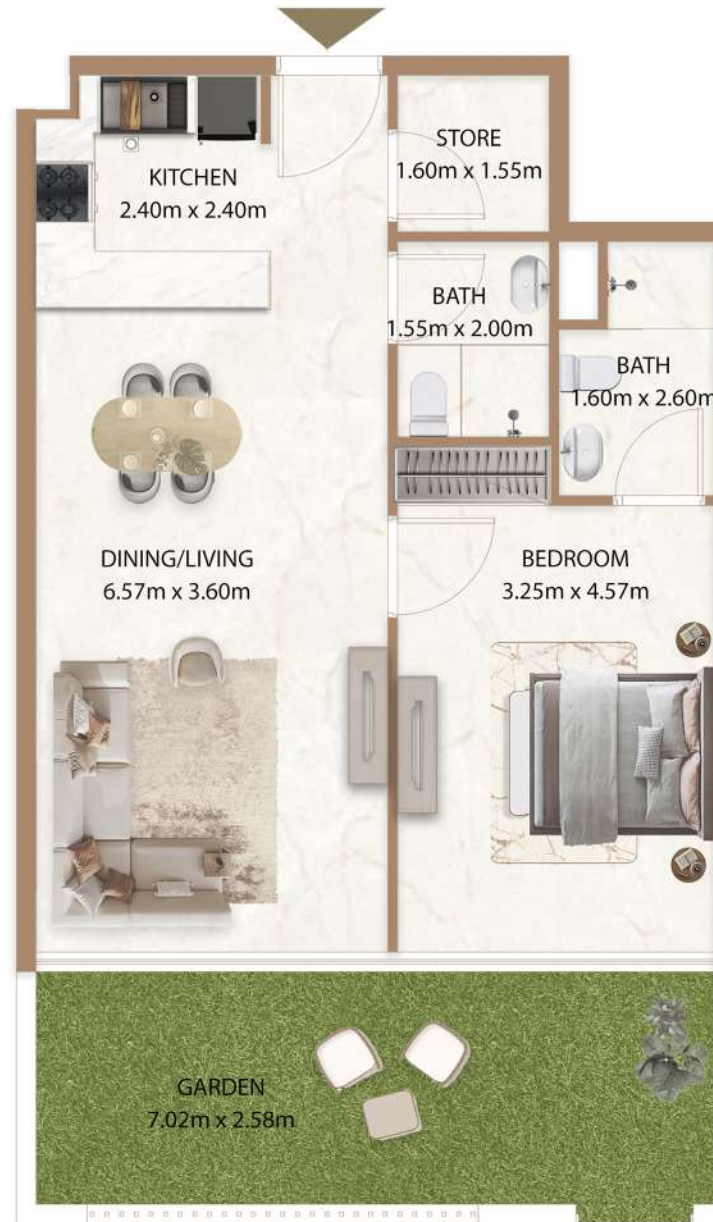 STORE
1.60m x 1.55m
KITCHEN
2.40m x 2.40m
BATH
1.55m x 2.00m
BATH
1.60m x 2.60m
DINING/LIVING
6.57m x 3.60m
BEDROOM
3.25m x 4.57m
GARDEN
7.02m x 2.58m